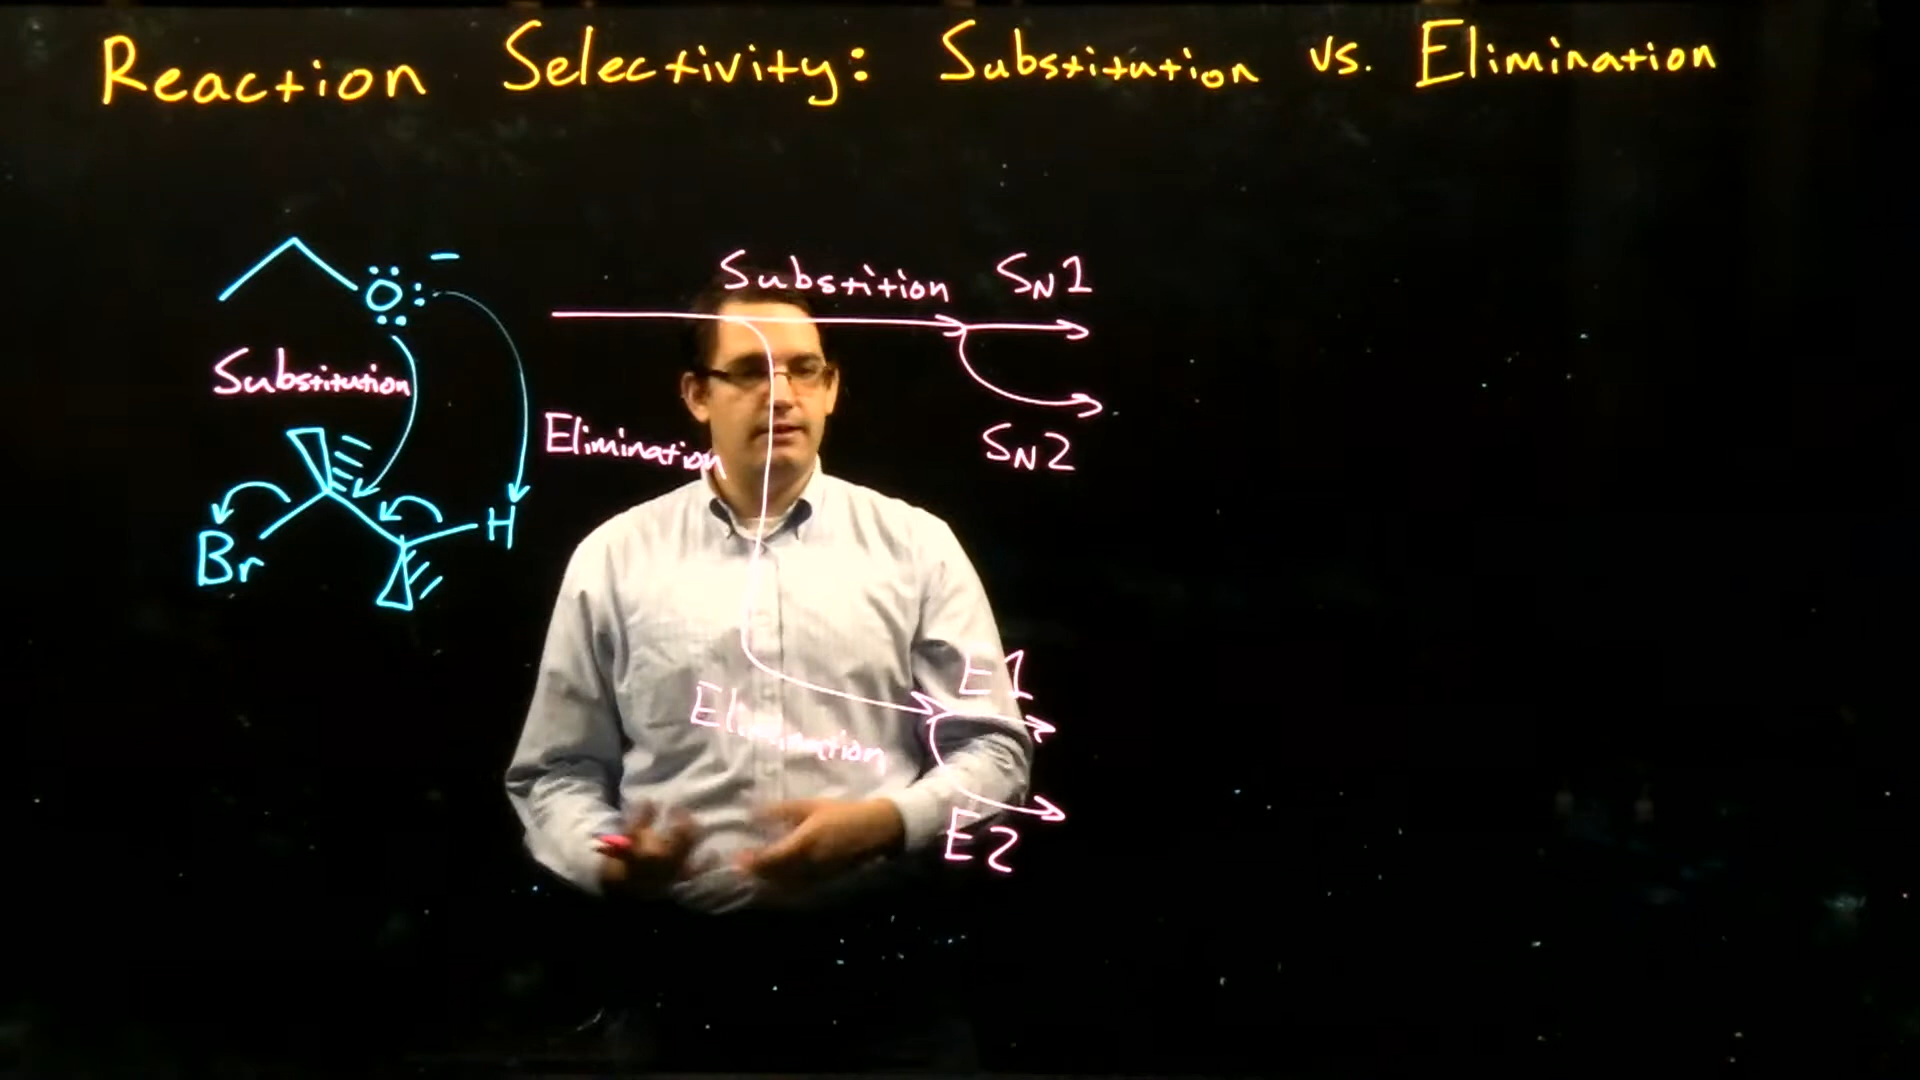 Reaction Selectivity: Substitution vs. Elimination
O: −
Substitution
Br
H
Substition
SN1
SN2
Elimination
Elimination
E1
E2